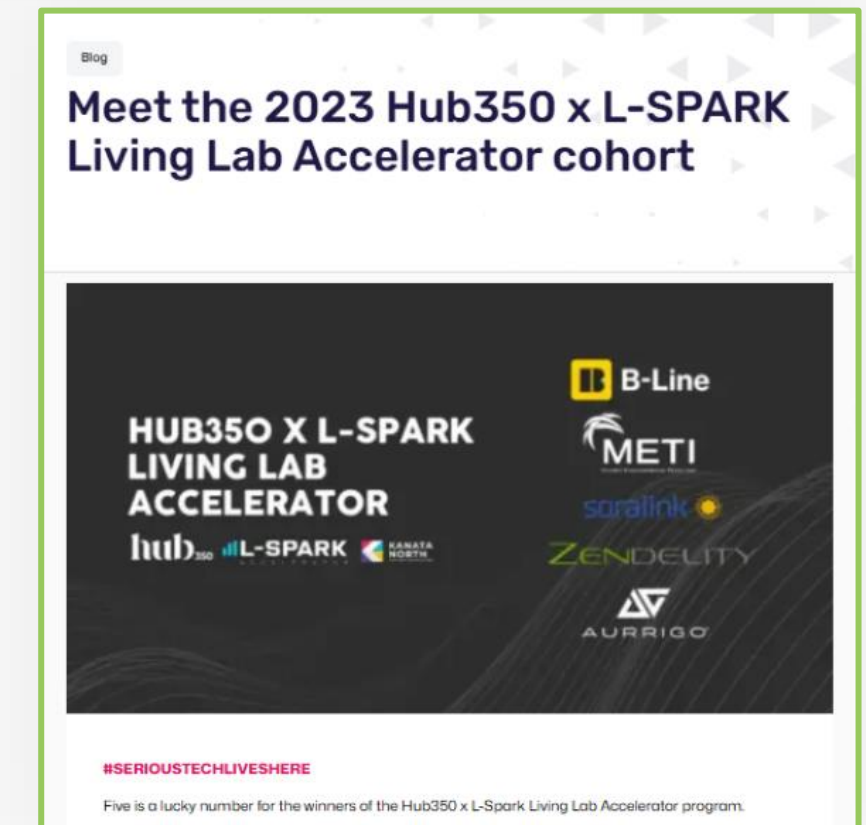 Blog
Meet the 2023 Hub350 x L-SPARK
Living Lab Accelerator cohort
HUB350 X L-SPARK
LIVING LAB
ACCELERATOR
hub350 L-SPARK KANATA
NORTH
B-Line
METI
saralink
ZENDELITY
AURRIGO
#SERIOUSTECHLIVESHERE
Five is a lucky number for the winners of the Hub350 x L-Spark Living Lab Accelerator program.